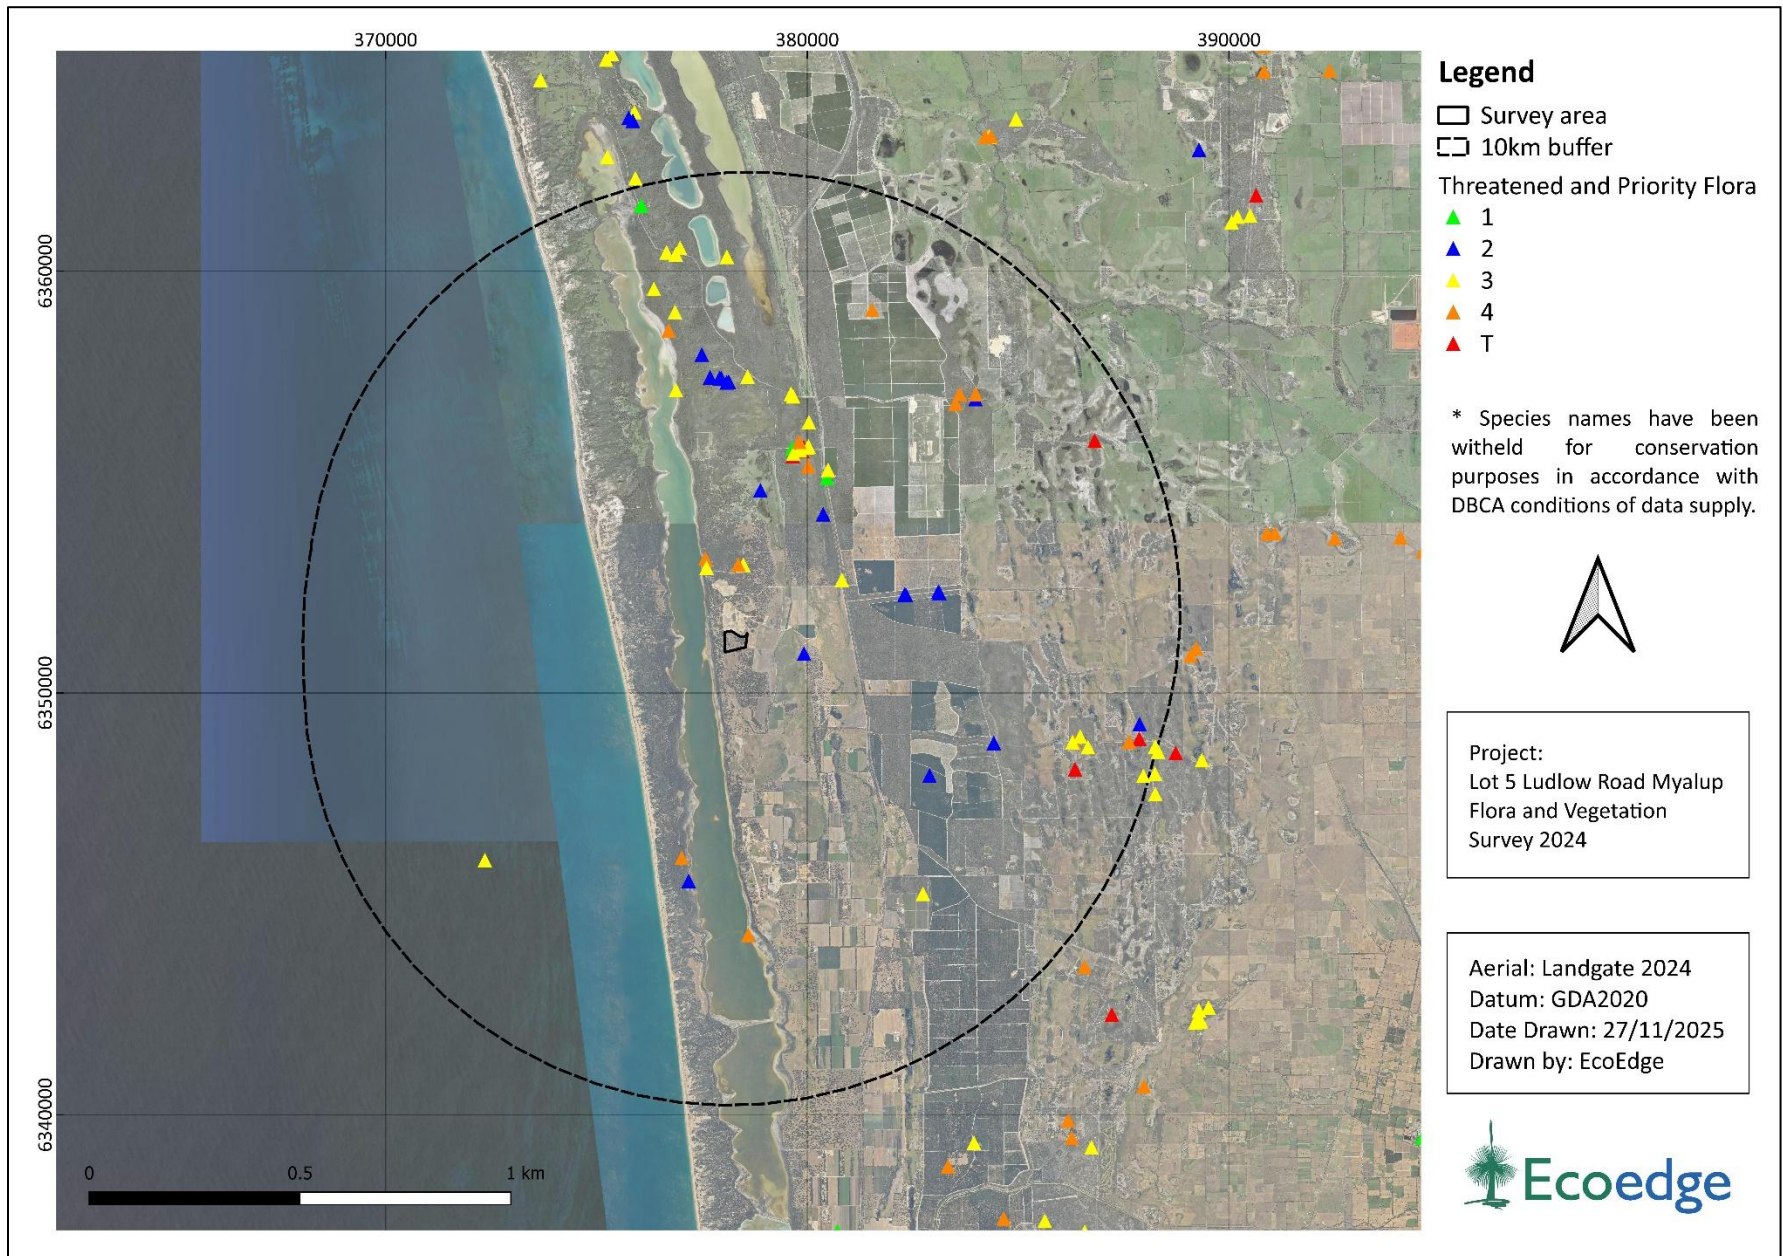 370000
380000
390000
6360000
6350000
6340000
0
0.5
1 km
Legend
Survey area
10km buffer
Threatened and Priority Flora
1
2
3
4
T
* Species names have been
witheld for conservation
purposes in accordance with
DBCA conditions of data supply.
Project:
Lot 5 Ludlow Road Myalup
Flora and Vegetation
Survey 2024
Aerial: Landgate 2024
Datum: GDA2020
Date Drawn: 27/11/2025
Drawn by: EcoEdge
Ecoedge